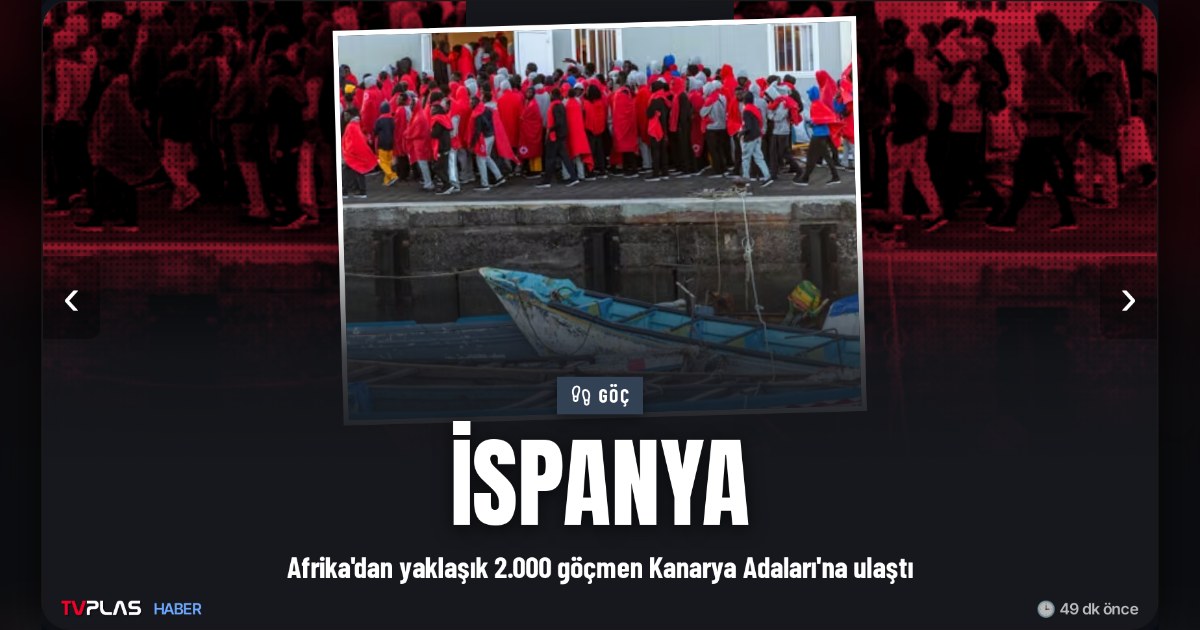 GÖÇ
İSPANYA
Afrika'dan yaklaşık 2.000 göçmen Kanarya Adaları'na ulaştı
TVPLAS HABER
49 dk önce